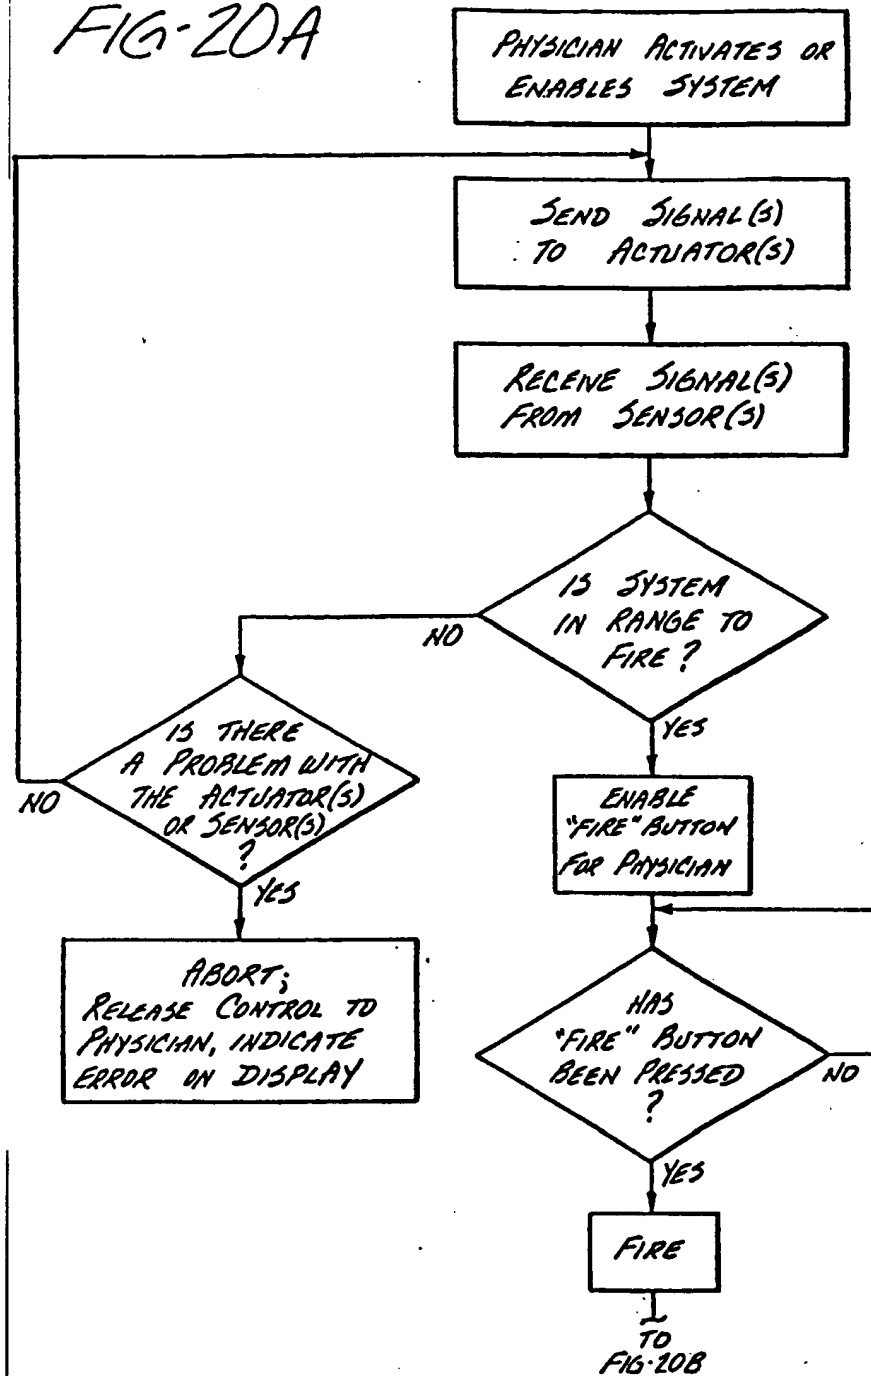 FIG-20A
PHYSICIAN ACTIVATES OR
ENABLES SYSTEM
SEND SIGNAL(S)
TO ACTUATOR(S)
RECEIVE SIGNAL(S)
FROM SENSOR(S)
IS SYSTEM
IN RANGE TO
FIRE?
NO
YES
IS THERE
A PROBLEM WITH
THE ACTUATOR(S)
OR SENSOR(S)
?
NO
YES
ENABLE
"FIRE" BUTTON
FOR PHYSICIAN
ABORT;
RELEASE CONTROL TO
PHYSICIAN, INDICATE
ERROR ON DISPLAY
HAS
"FIRE" BUTTON
BEEN PRESSED
?
NO
YES
FIRE
TO
FIG-20B